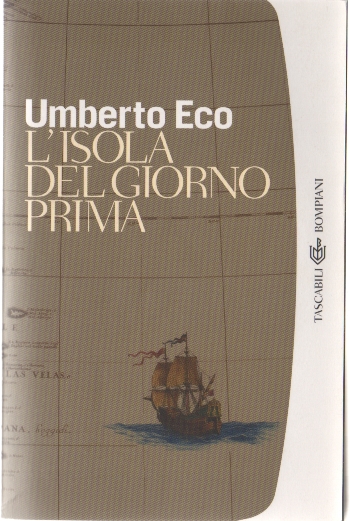 Umberto Eco
L'ISOLA
DEL GIORNO
PRIMA
TASCABILI BOMPIANI
LAS VELAS